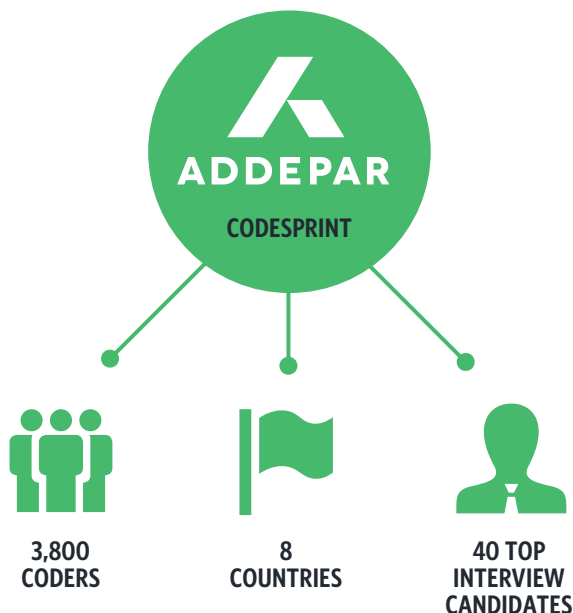 ADDEPAR
CODESPRINT
3,800
CODERS
8
COUNTRIES
40 TOP
INTERVIEW
CANDIDATES